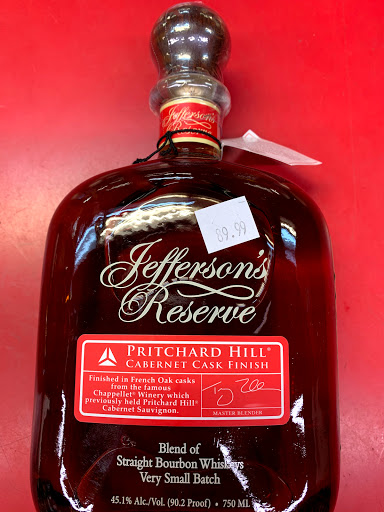 Jefferson's
Reserve
89.99
Jefferson's
Reserve
PRITCHARD HILL®
CABERNET CASK FINISH
Finished in French Oak casks
from the famous
Chappellet® Winery which
previously held Pritchard Hill®
Cabernet Sauvignon.
MASTER BLENDER
Blend of
Straight Bourbon Whiskeys
Very Small Batch
45.1% Alc./Vol. (90.2 Proof) • 750 ML